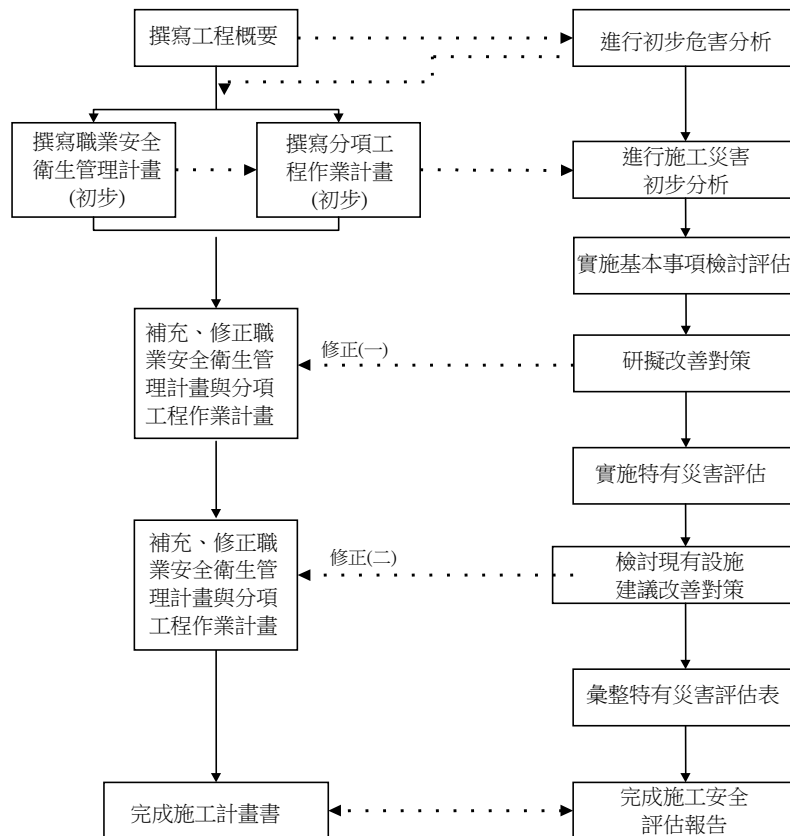 撰寫工程概要
進行初步危害分析
撰寫職業安全
衛生管理計畫
(初步)
撰寫分項工
程作業計畫
(初步)
進行施工災害
初步分析
實施基本事項檢討評估
補充、修正職
業安全衛生管
理計畫與分項
工程作業計畫
修正(一)
研擬改善對策
實施特有災害評估
補充、修正職
業安全衛生管
理計畫與分項
工程作業計畫
修正(二)
檢討現有設施
建議改善對策
彙整特有災害評估表
完成施工計畫書
完成施工安全
評估報告